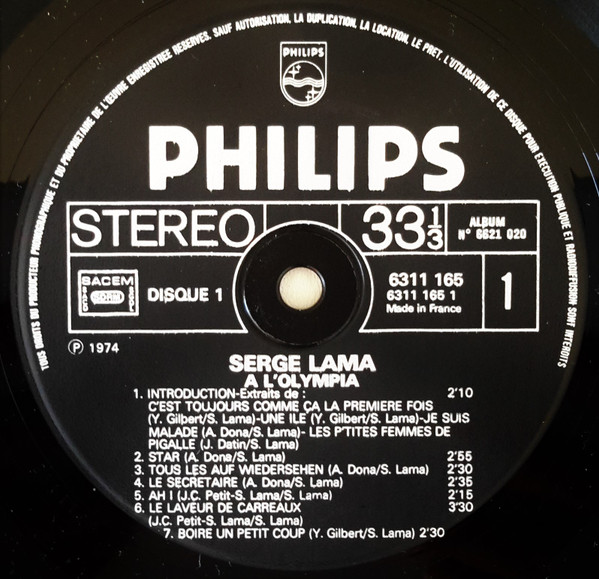 TOUS DROITS DU PRODUCTEUR PHONOGRAPHIQUE ET DU PROPRIETAIRE DE L'ŒUVRE ENREGISTREE RESERVES. SAUF AUTORISATION, LA DUPLICATION, LA LOCATION, LE PRET, L'UTILISATION DE CE DISQUE POUR EXECUTION PUBLIQUE ET RADIODIFFUSION SONT INTERDITS
PHILIPS
PHILIPS
STEREO 33 1/3 ALBUM
N° 6621 020
SACEM
DISQUE 1
6311 165
6311 165 1
Made in France
1
℗ 1974
SERGE LAMA
A L'OLYMPIA
1. INTRODUCTION-Extraits de : 2'10
C'EST TOUJOURS COMME ÇA LA PREMIERE FOIS
(Y. Gilbert/S. Lama)-UNE ILE (Y. Gilbert/S. Lama)-JE SUIS
MALADE (A. Dona/S. Lama)- LES P'TITES FEMMES DE
PIGALLE (J. Datin/S. Lama)
2. STAR (A. Dona/S. Lama) 2'55
3. TOUS LES AUF WIEDERSEHEN (A. Dona/S. Lama) 2'30
4. LE SECRETAIRE (A. Dona/S. Lama) 2'35
5. AH ! (J.C. Petit-S. Lama/S. Lama) 2'15
6. LE LAVEUR DE CARREAUX 3'30
(J.C. Petit-S. Lama/S. Lama)
7. BOIRE UN PETIT COUP (Y. Gilbert/S. Lama) 2'30